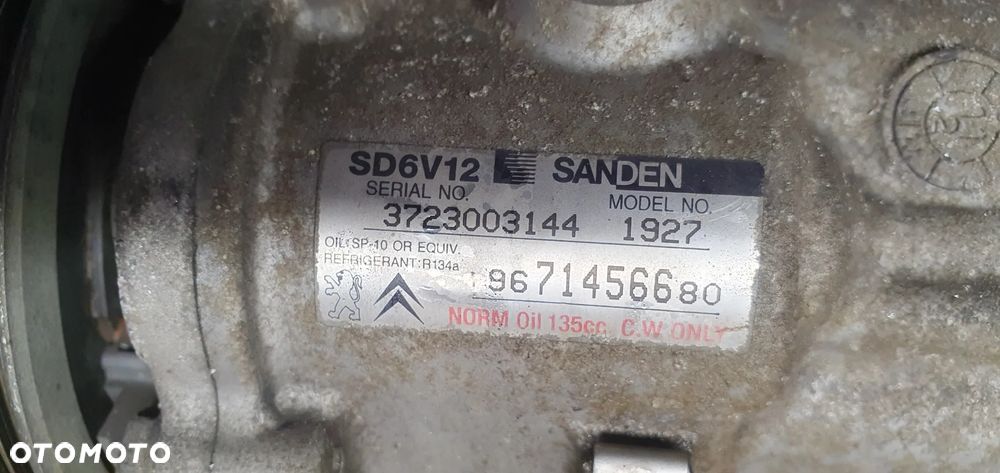 SD6V12 SANDEN
SERIAL NO. MODEL NO.
3723003144 1927
OIL:SP-10 OR EQUIV.
REFRIGERANT:R134a
9671456680
NORM Oil 135cc. C.W ONLY
OTOMOTO